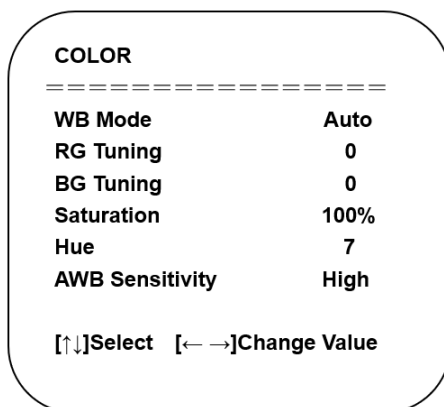 COLOR
=================
WB Mode Auto
RG Tuning 0
BG Tuning 0
Saturation 100%
Hue 7
AWB Sensitivity High
[↑↓]Select [← →]Change Value